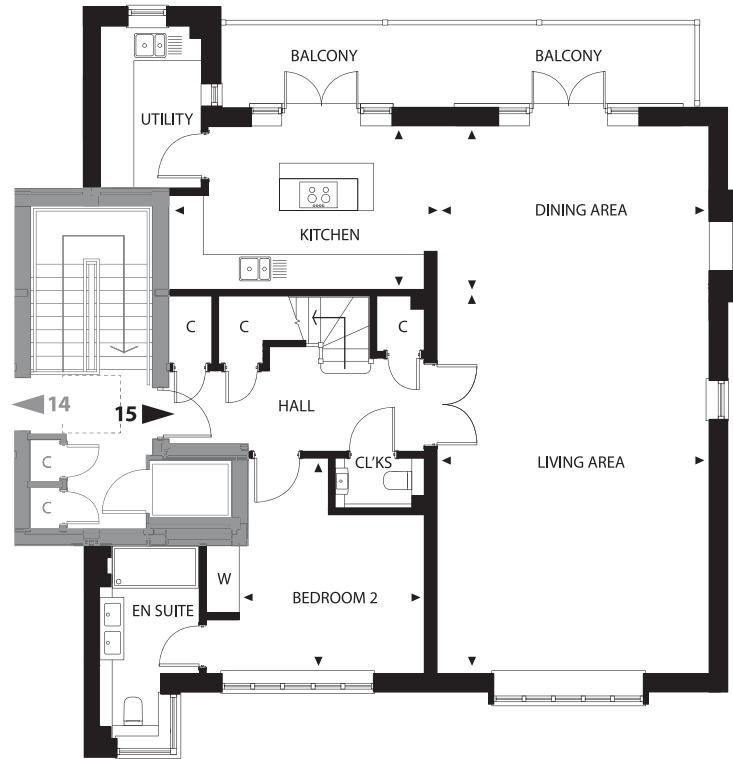 BALCONY
BALCONY
UTILITY
DINING AREA
KITCHEN
C
C
C
HALL
14
15
C
CL'KS
LIVING AREA
C
W
BEDROOM 2
EN SUITE